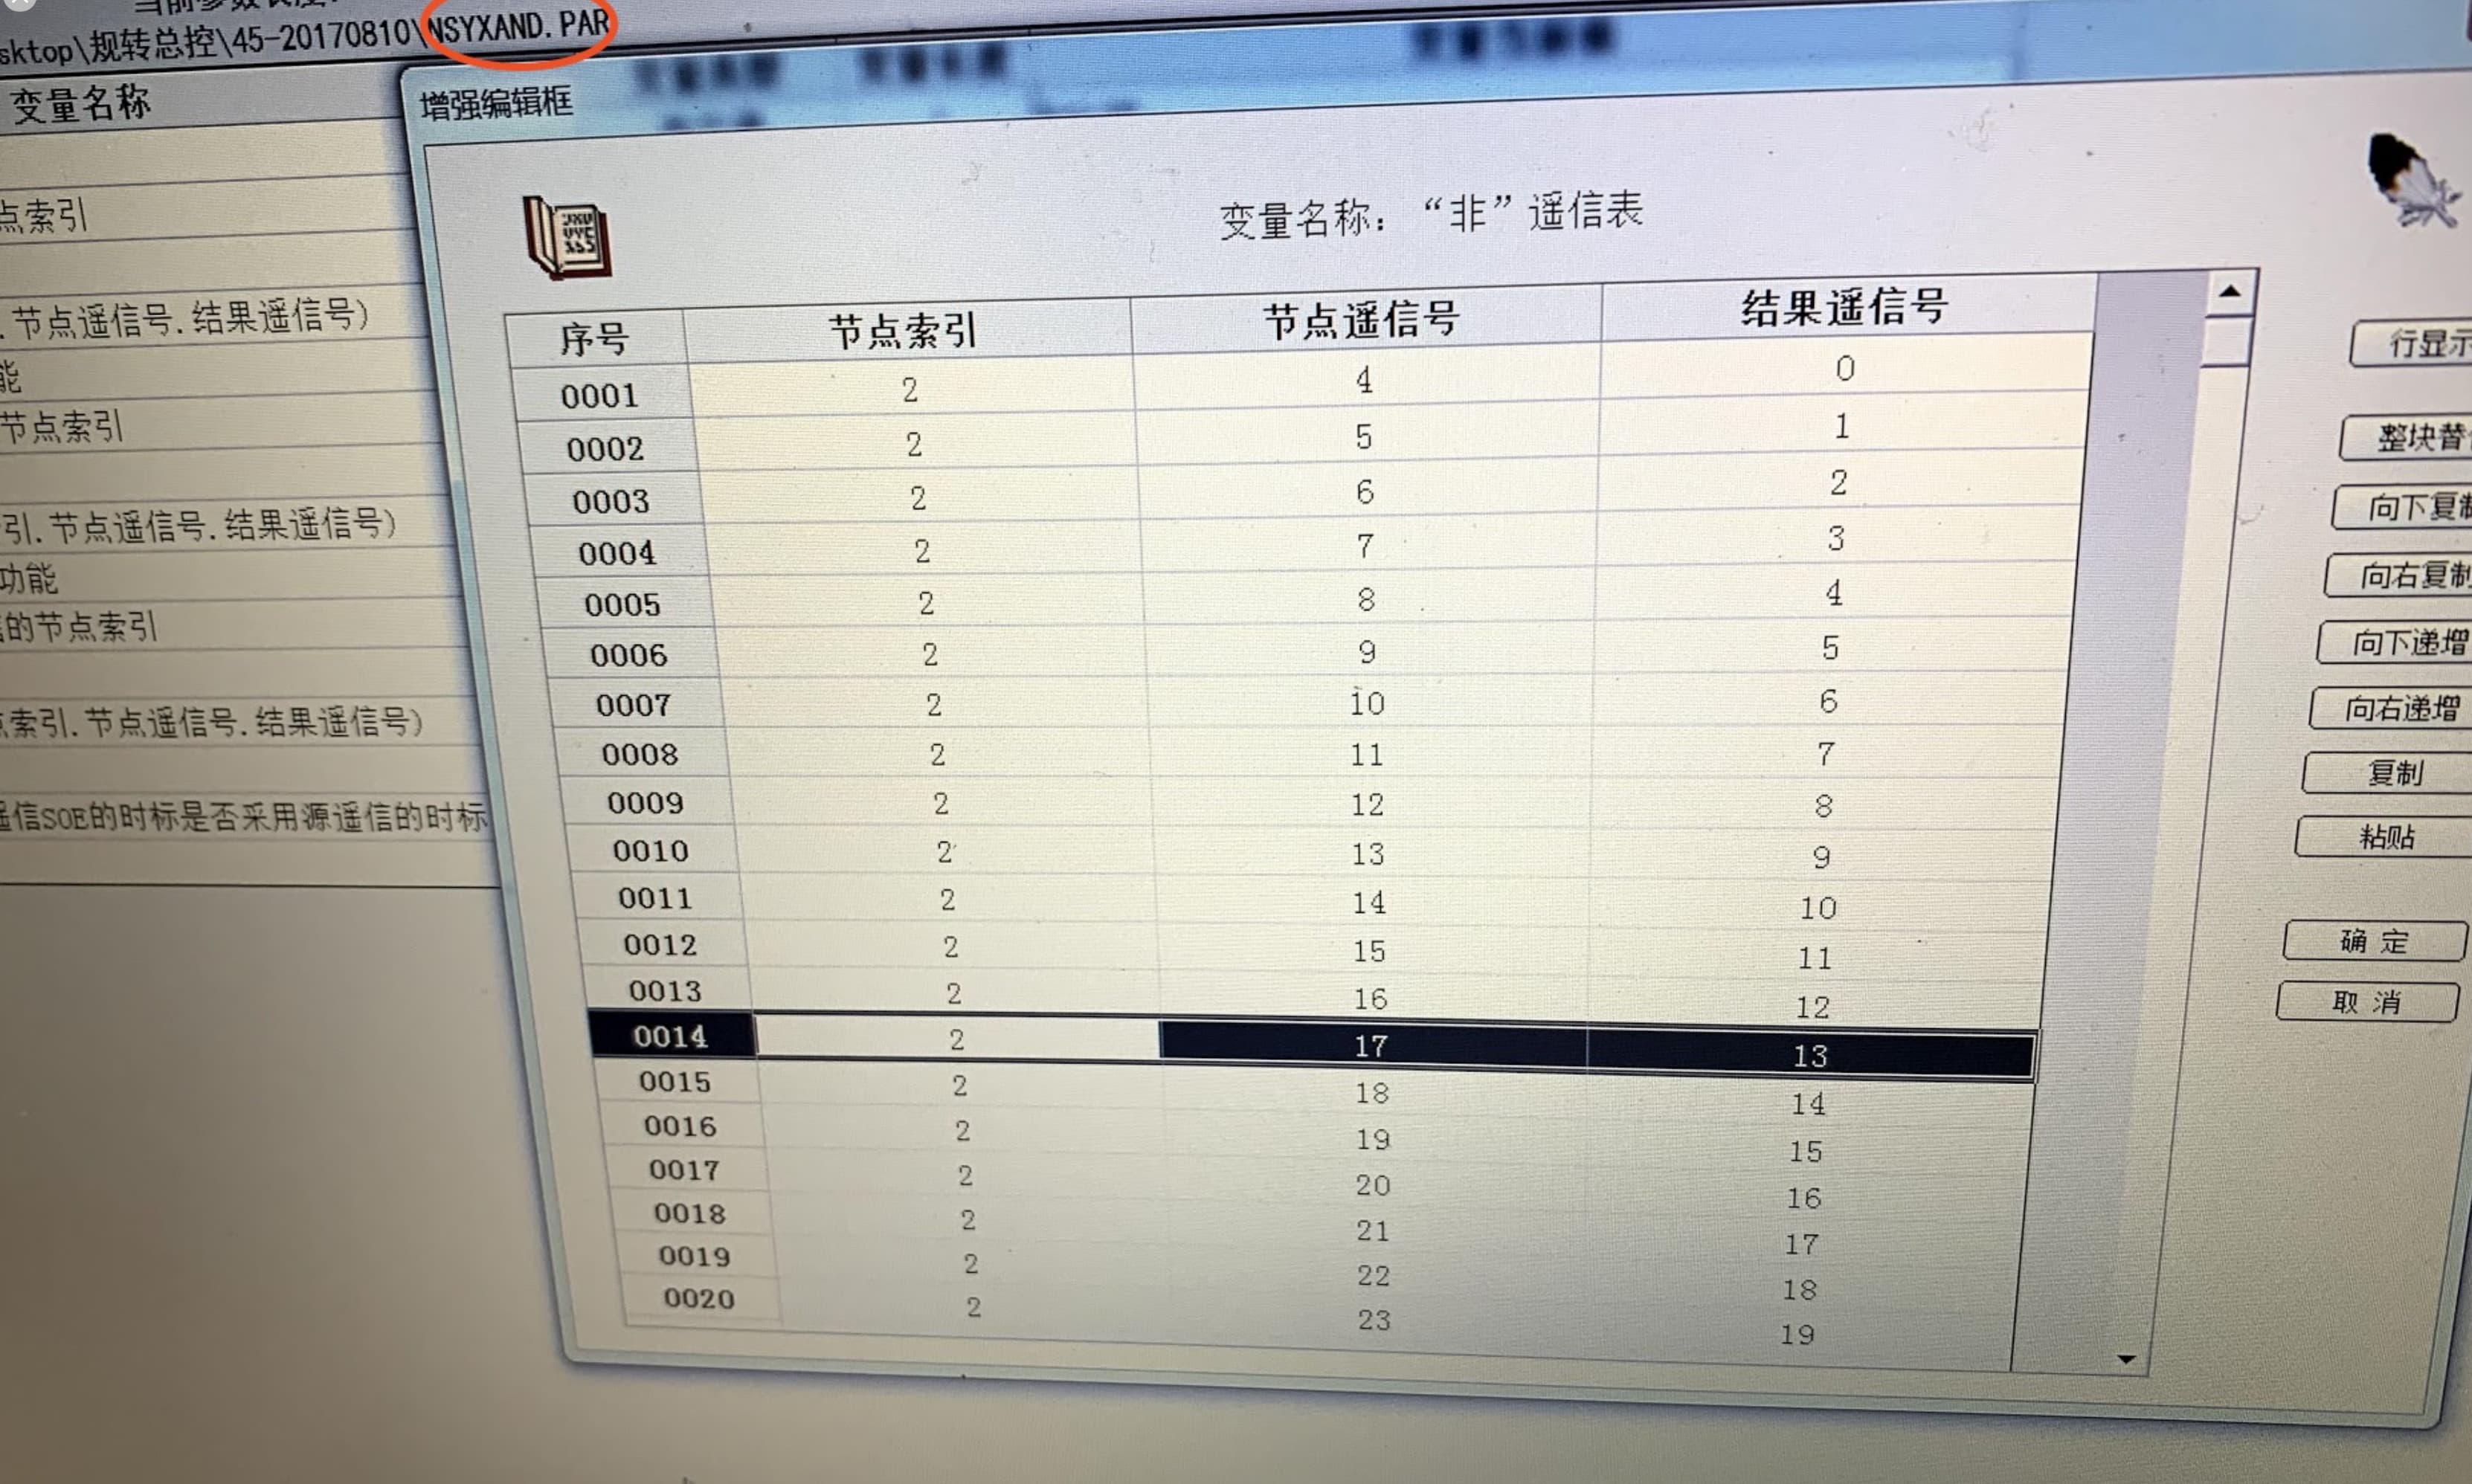 sktop\规转总控\45-20170810\NSYXAND.PAR
变量名称
点索引
.节点遥信号.结果遥信号)
能
节点索引
引.节点遥信号.结果遥信号)
功能
的节点索引
索引.节点遥信号.结果遥信号)
遥信SOE的时标是否采用源遥信的时标
增强编辑框
变量名称：“非”遥信表
序号 节点索引 节点遥信号 结果遥信号
0001 2 4 0
0002 2 5 1
0003 2 6 2
0004 2 7 3
0005 2 8 4
0006 2 9 5
0007 2 10 6
0008 2 11 7
0009 2 12 8
0010 2 13 9
0011 2 14 10
0012 2 15 11
0013 2 16 12
0014 2 17 13
0015 2 18 14
0016 2 19 15
0017 2 20 16
0018 2 21 17
0019 2 22 18
0020 2 23 19
行显示
整块替
向下复制
向右复制
向下递增
向右递增
复制
粘贴
确 定
取 消